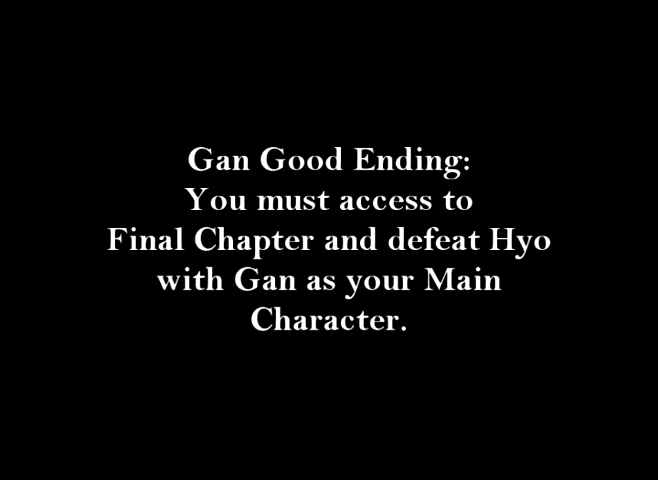 Gan Good Ending:
You must access to
Final Chapter and defeat Hyo
with Gan as your Main
Character.